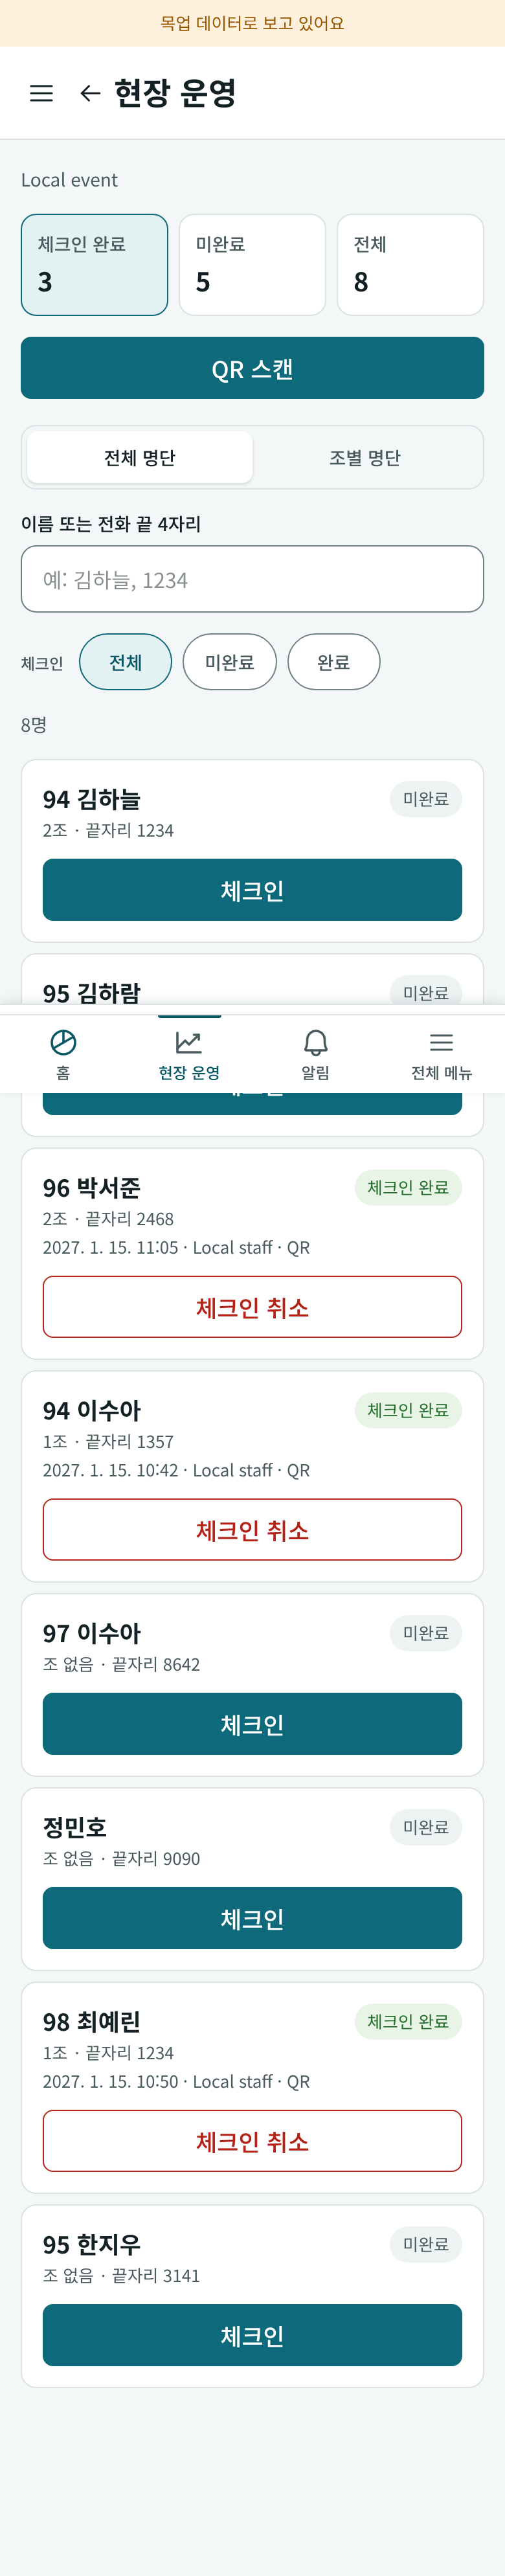 목업 데이터로 보고 있어요
현장 운영
Local event
체크인 완료
3
미완료
5
전체
8
QR 스캔
전체 명단
조별 명단
이름 또는 전화 끝 4자리
예: 김하늘, 1234
체크인
전체
미완료
완료
8명
94 김하늘
미완료
2조 · 끝자리 1234
체크인
95 김하람
미완료
홈
현장 운영
알림
전체 메뉴
96 박서준
체크인 완료
2조 · 끝자리 2468
2027. 1. 15. 11:05 · Local staff · QR
체크인 취소
94 이수아
체크인 완료
1조 · 끝자리 1357
2027. 1. 15. 10:42 · Local staff · QR
체크인 취소
97 이수아
미완료
조 없음 · 끝자리 8642
체크인
정민호
미완료
조 없음 · 끝자리 9090
체크인
98 최예린
체크인 완료
1조 · 끝자리 1234
2027. 1. 15. 10:50 · Local staff · QR
체크인 취소
95 한지우
미완료
조 없음 · 끝자리 3141
체크인